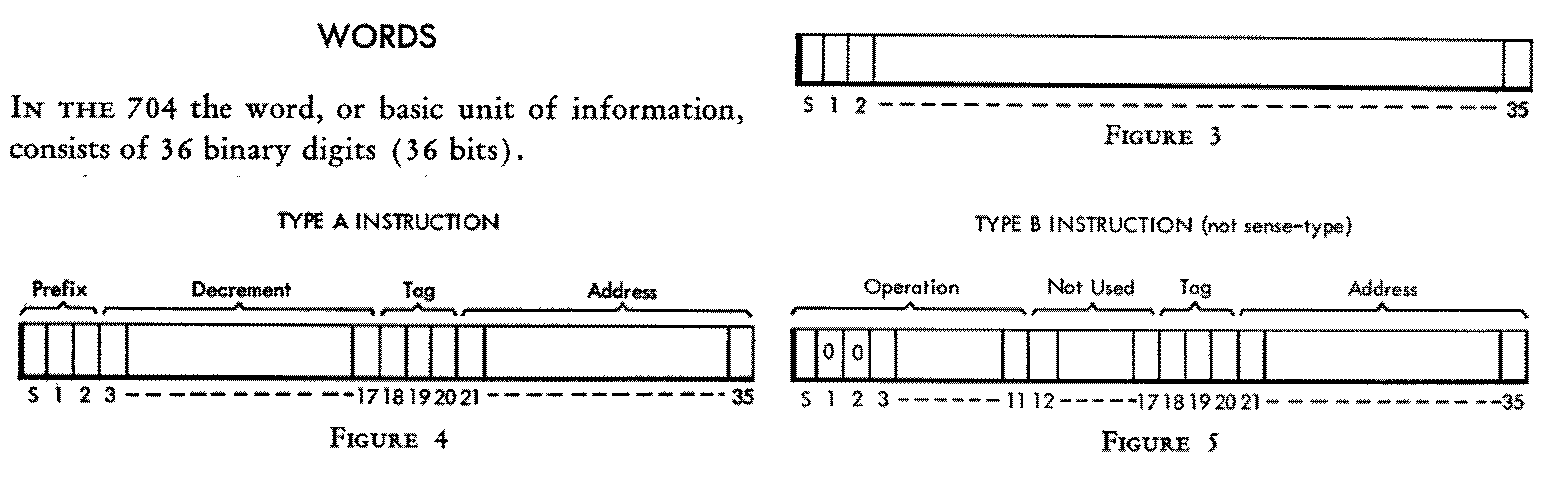 WORDS
IN THE 704 the word, or basic unit of information,
consists of 36 binary digits (36 bits).
S 1 2 35
FIGURE 3
TYPE A INSTRUCTION
Prefix Decrement Tag Address
S 1 2 3 17 18 19 20 21 35
FIGURE 4
TYPE B INSTRUCTION (not sense-type)
Operation Not Used Tag Address
0 0
S 1 2 3 11 12 17 18 19 20 21 35
FIGURE 5